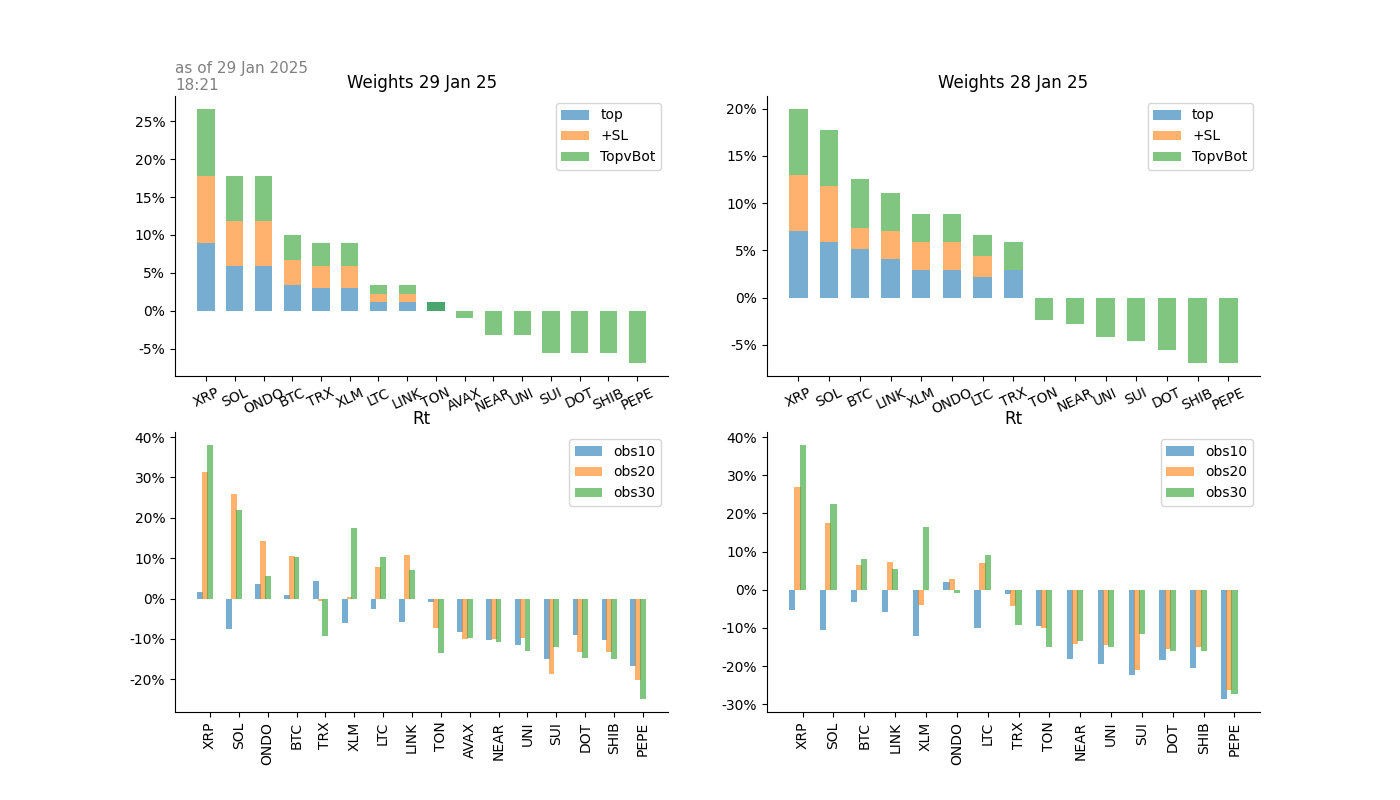 as of 29 Jan 2025
18:21
Weights 29 Jan 25
25%
20%
15%
10%
5%
0%
-5%
top
+SL
TopvBot
XRP SOL ONDO BTC TRX XLM LTC LINK TON AVAX NEAR UNI SUI DOT SHIB PEPE
Weights 28 Jan 25
20%
15%
10%
5%
0%
-5%
top
+SL
TopvBot
XRP SOL BTC LINK XLM ONDO LTC TRX TON NEAR UNI SUI DOT SHIB PEPE
Rt
40%
30%
20%
10%
0%
-10%
-20%
obs10
obs20
obs30
XRP SOL ONDO BTC TRX XLM LTC LINK TON AVAX NEAR UNI SUI DOT SHIB PEPE
Rt
40%
30%
20%
10%
0%
-10%
-20%
-30%
obs10
obs20
obs30
XRP SOL BTC LINK XLM ONDO LTC TRX TON NEAR UNI SUI DOT SHIB PEPE